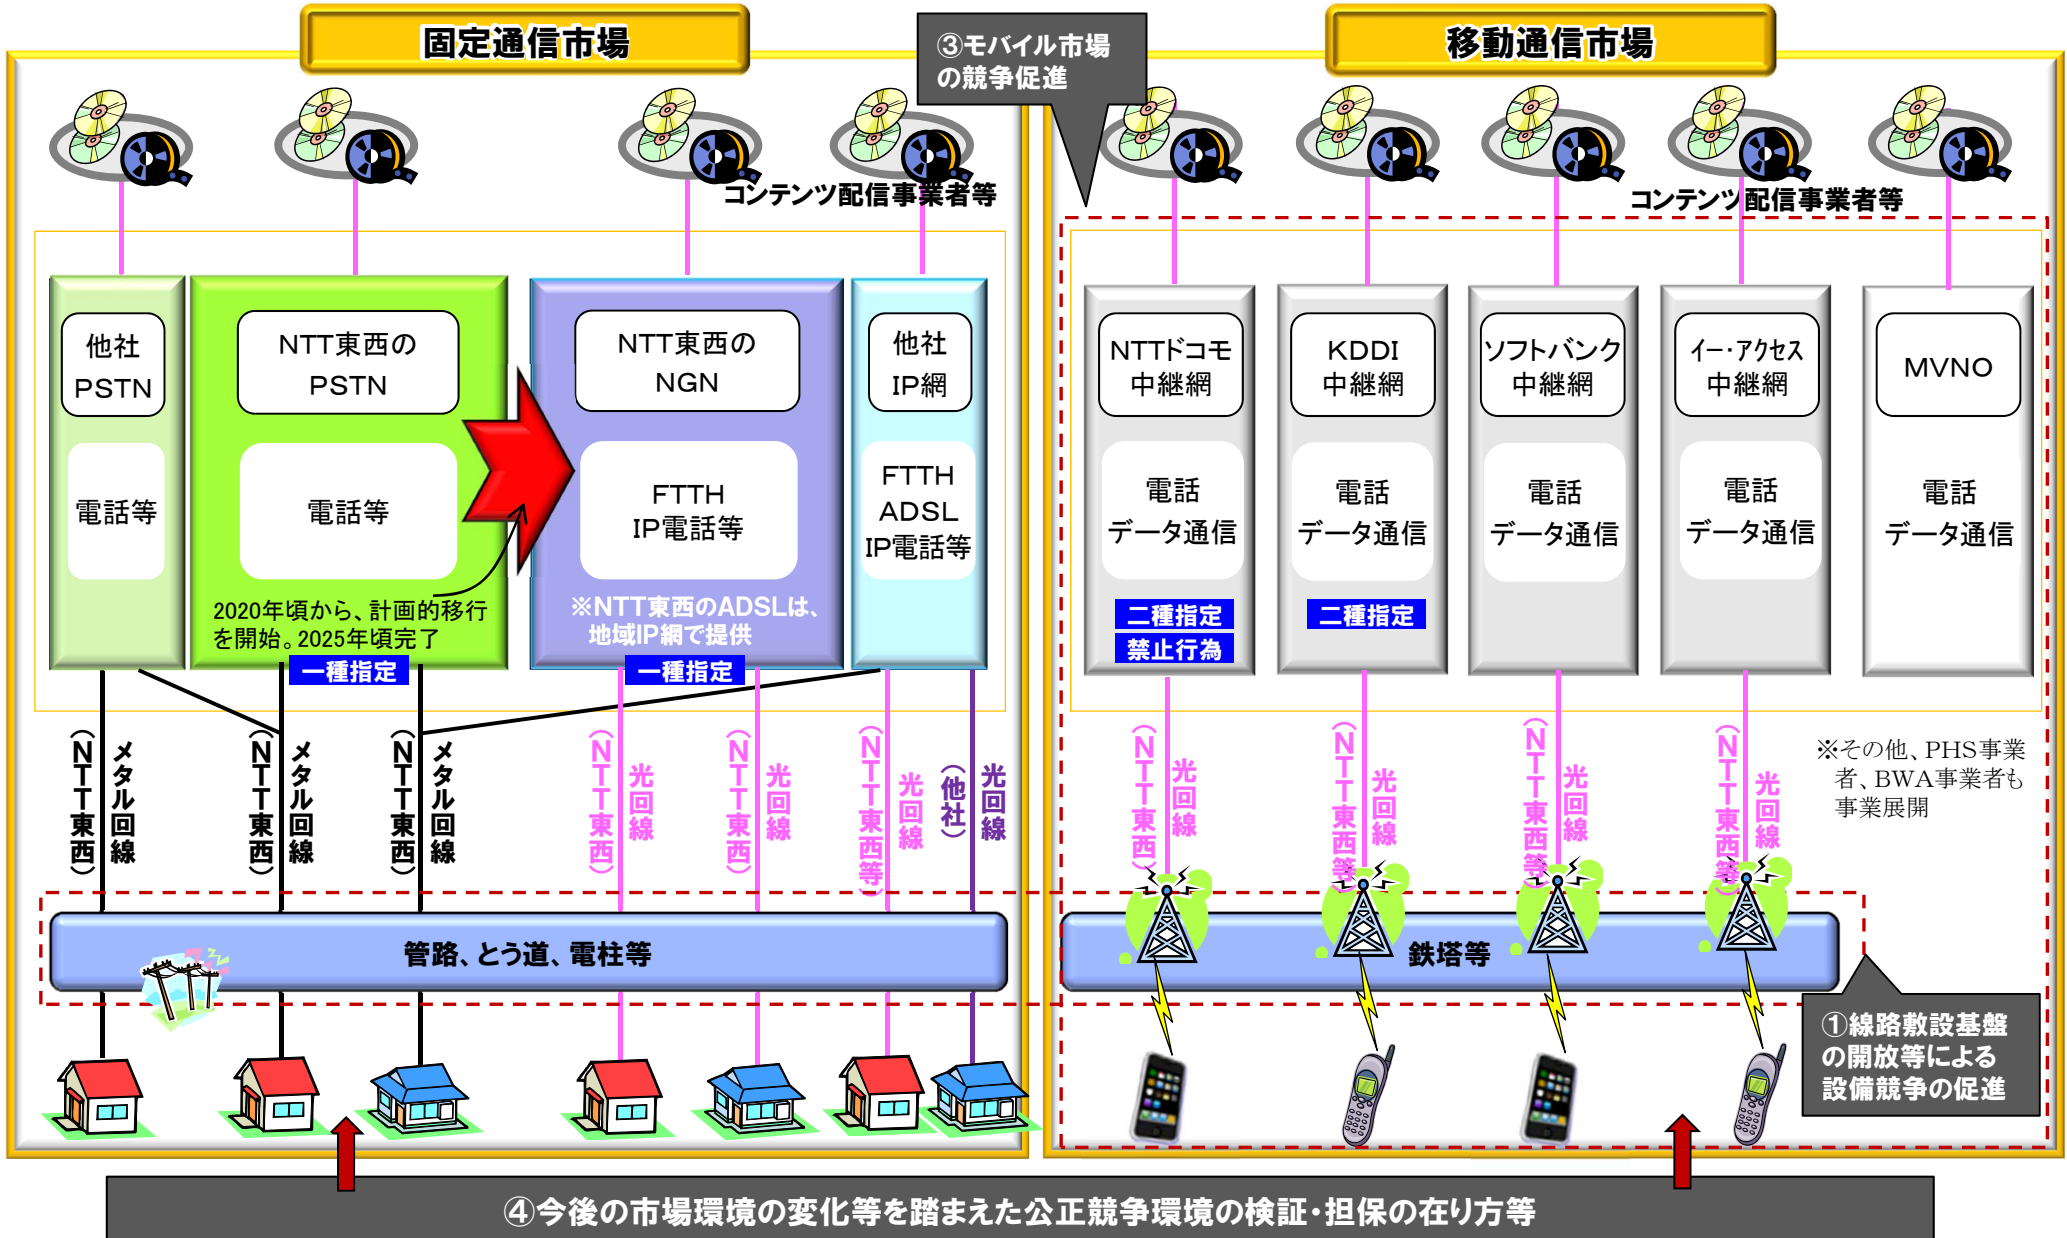 固定通信市場
③モバイル市場
の競争促進
移動通信市場
コンテンツ配信事業者等
コンテンツ配信事業者等
他社
PSTN
電話等
NTT東西の
PSTN
電話等
2020年頃から、計画的移行
を開始。2025年頃完了
一種指定
NTT東西の
NGN
FTTH
IP電話等
※NTT東西のADSLは、
地域IP網で提供
一種指定
他社
IP網
FTTH
ADSL
IP電話等
NTTドコモ
中継網
電話
データ通信
二種指定
禁止行為
KDDI
中継網
電話
データ通信
二種指定
ソフトバンク
中継網
電話
データ通信
イー・アクセス
中継網
電話
データ通信
MVNO
電話
データ通信
メタル回線
(NTT東西)
メタル回線
(NTT東西)
メタル回線
(NTT東西)
光回線
(NTT東西)
光回線
(NTT東西)
光回線
(NTT東西等)
光回線
(他社)
光回線
(NTT東西)
光回線
(NTT東西等)
光回線
(NTT東西等)
光回線
(NTT東西等)
※その他、PHS事業
者、BWA事業者も
事業展開
管路、とう道、電柱等
鉄塔等
①線路敷設基盤
の開放等による
設備競争の促進
④今後の市場環境の変化等を踏まえた公正競争環境の検証・担保の在り方等